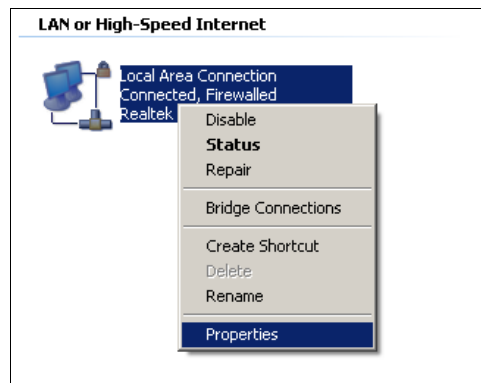 LAN or High-Speed Internet
Local Area Connection
Connected, Firewalled
Realtek
Disable
Status
Repair
Bridge Connections
Create Shortcut
Delete
Rename
Properties